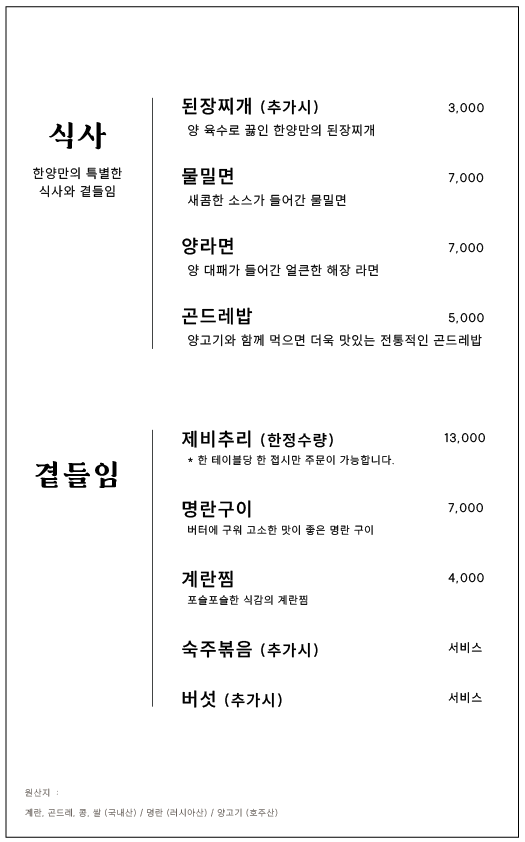 식사
한양만의 특별한
식사와 곁들임
된장찌개 (추가시) 3,000
양 육수로 끓인 한양만의 된장찌개
물밀면 7,000
새콤한 소스가 들어간 물밀면
양라면 7,000
양 대패가 들어간 얼큰한 해장 라면
곤드레밥 5,000
양고기와 함께 먹으면 더욱 맛있는 전통적인 곤드레밥
곁들임
제비추리 (한정수량) 13,000
* 한 테이블당 한 접시만 주문이 가능합니다.
명란구이 7,000
버터에 구워 고소한 맛이 좋은 명란 구이
계란찜 4,000
포슬포슬한 식감의 계란찜
숙주볶음 (추가시) 서비스
버섯 (추가시) 서비스
원산지 :
계란, 곤드레, 콩, 쌀 (국내산) / 명란 (러시아산) / 양고기 (호주산)